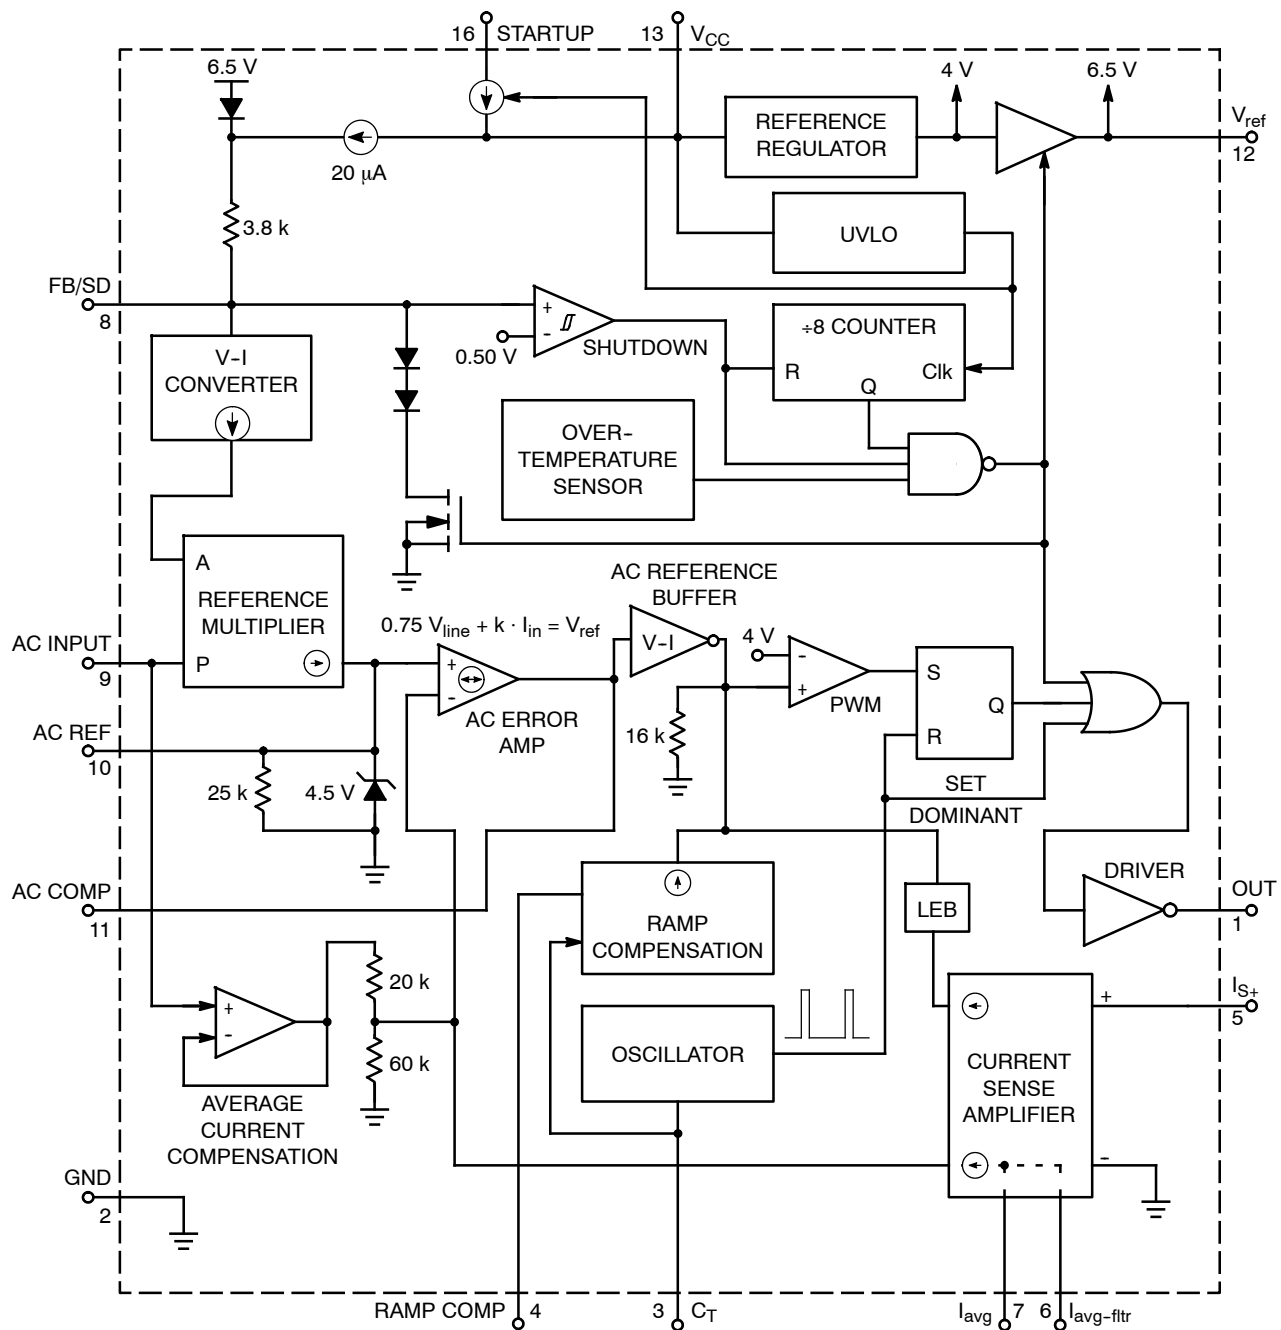 16 STARTUP
13 V_CC
6.5 V
4 V
6.5 V
V_ref
12
REFERENCE
REGULATOR
20 μA
3.8 k
UVLO
FB/SD
8
÷8 COUNTER
R
Clk
Q
+
-
0.50 V
SHUTDOWN
V-I
CONVERTER
OVER-
TEMPERATURE
SENSOR
A
REFERENCE
MULTIPLIER
P
AC REFERENCE
BUFFER
V-I
0.75 V_line + k · I_in = V_ref
AC INPUT
9
+
-
AC ERROR
AMP
4 V
-
+
PWM
S
Q
R
SET
DOMINANT
16 k
AC REF
10
25 k
4.5 V
AC COMP
11
RAMP
COMPENSATION
LEB
DRIVER
OUT
1
20 k
+
-
60 k
AVERAGE
CURRENT
COMPENSATION
OSCILLATOR
+
I_S+
5
CURRENT
SENSE
AMPLIFIER
-
GND
2
RAMP COMP 4
3 C_T
I_avg 7
6 I_avg-fltr